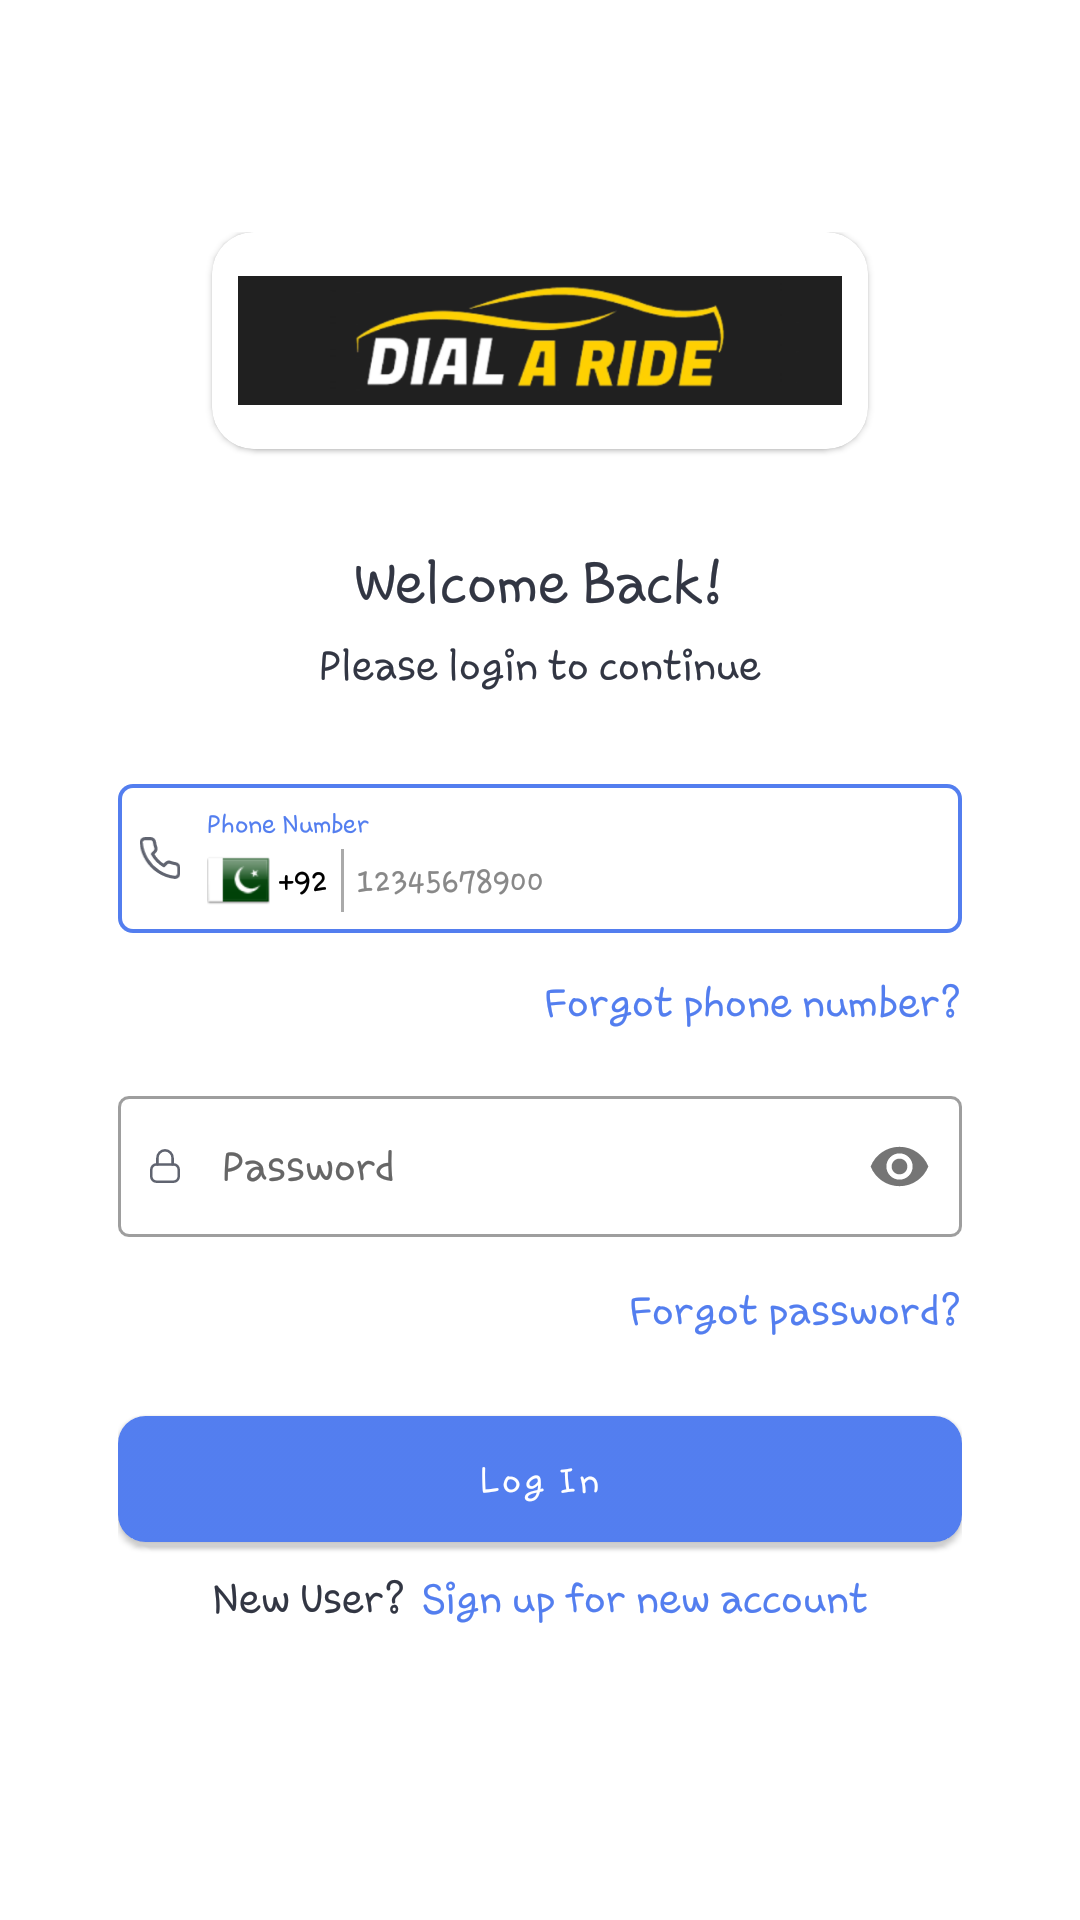 DIAL A RIDE
Welcome Back!
Please login to continue
Phone Number
+92 12345678900
Forgot phone number?
Password
Forgot password?
Log In
New User? Sign up for new account